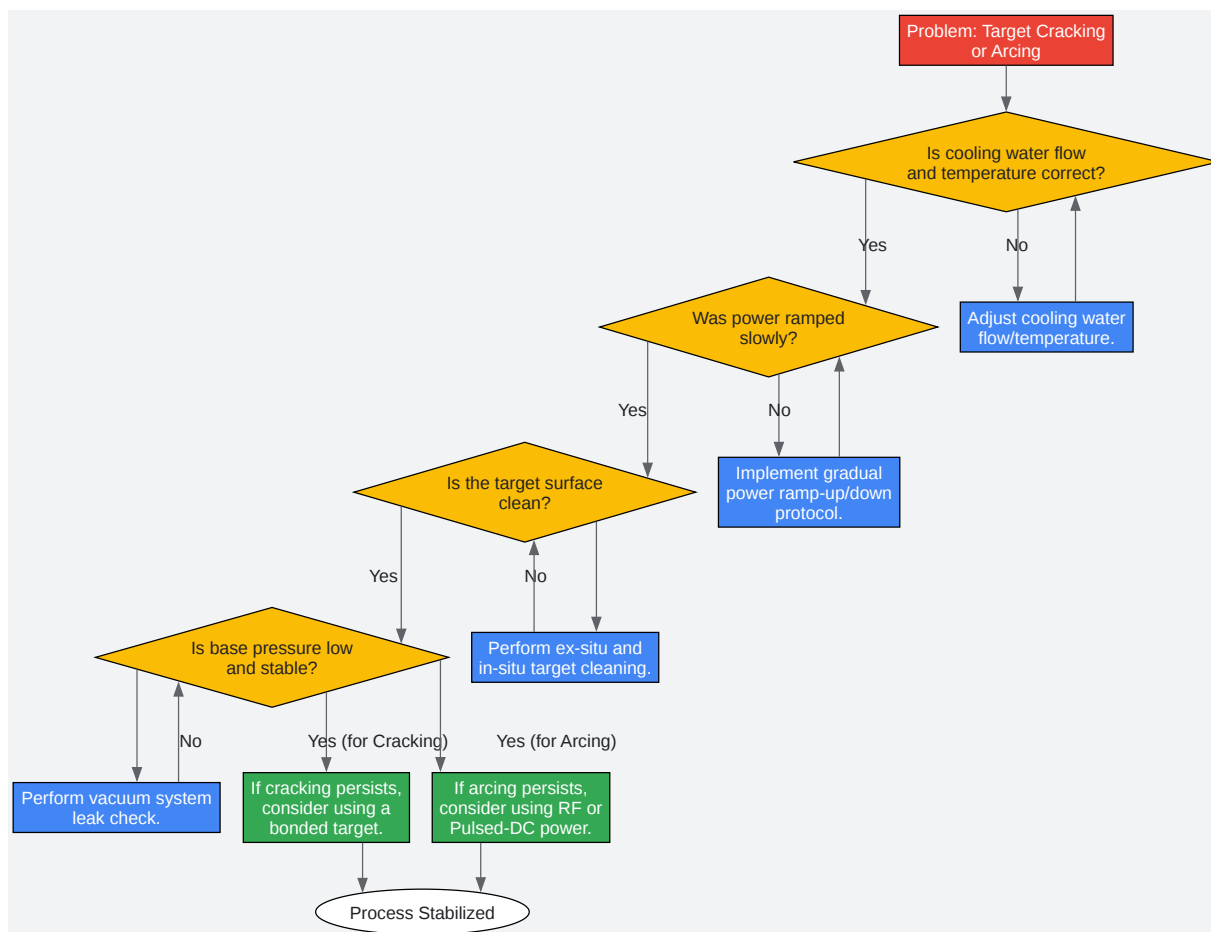 Problem: Target Cracking
or Arcing
Is cooling water flow
and temperature correct?
Yes
No
Was power ramped
slowly?
Adjust cooling water
flow/temperature.
Yes
No
Is the target surface
clean?
Implement gradual
power ramp-up/down
protocol.
Yes
No
Is base pressure low
and stable?
Perform ex-situ and
in-situ target cleaning.
No
Yes (for Cracking)
Yes (for Arcing)
Perform vacuum system
leak check.
If cracking persists,
consider using a
bonded target.
If arcing persists,
consider using RF or
Pulsed-DC power.
Process Stabilized